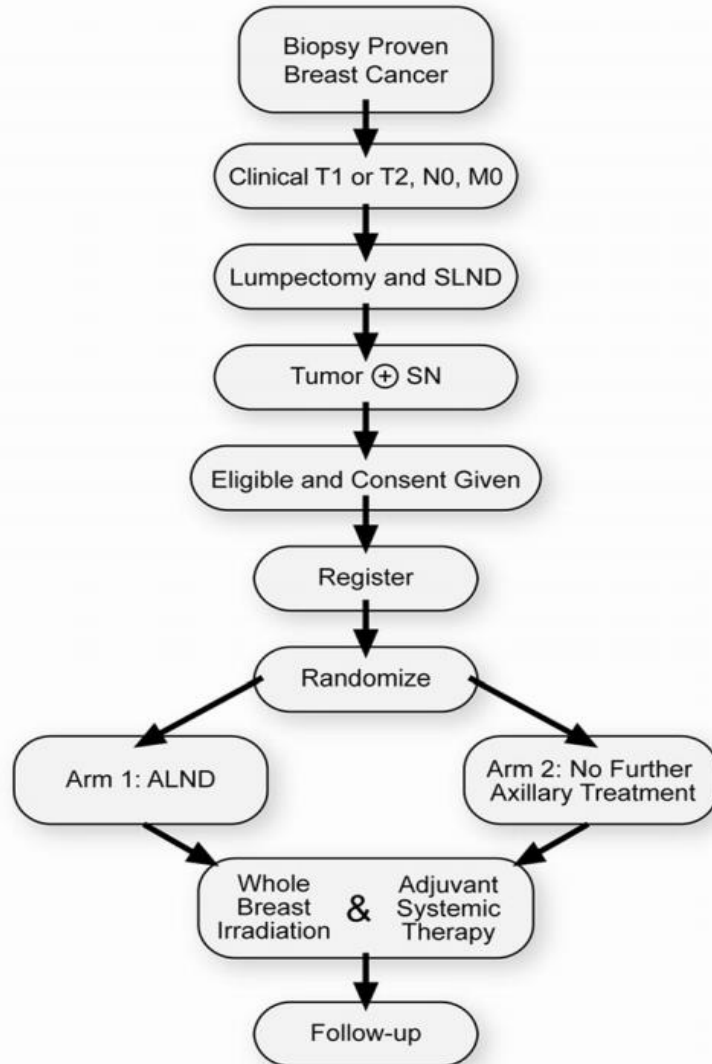 Biopsy Proven
Breast Cancer
Clinical T1 or T2, N0, M0
Lumpectomy and SLND
Tumor ⊕ SN
Eligible and Consent Given
Register
Randomize
Arm 1: ALND
Arm 2: No Further
Axillary Treatment
Whole
Breast
Irradiation
&
Adjuvant
Systemic
Therapy
Follow-up